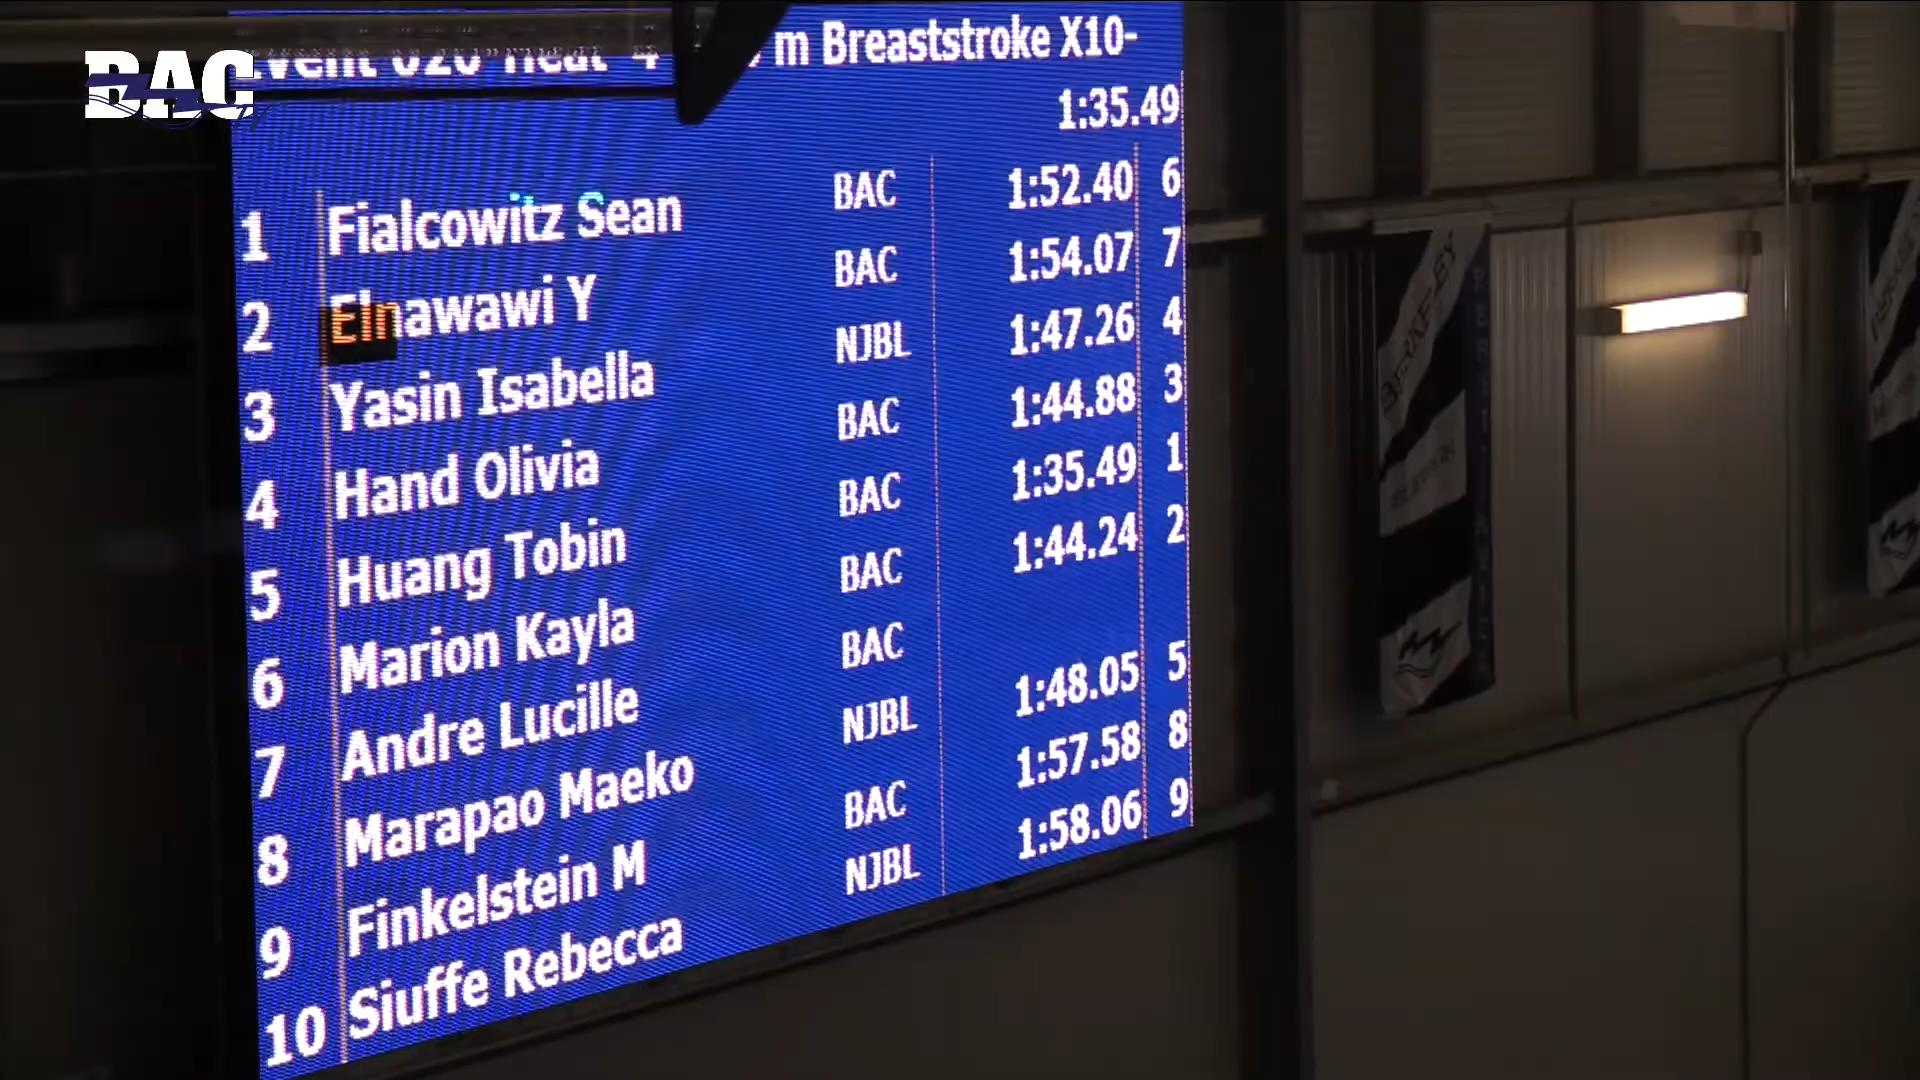 BAC
Heat 4 m Breaststroke X10-
1:35.49
1 Fialcowitz Sean BAC 1:52.40 6
2 Elnawawi Y BAC 1:54.07 7
3 Yasin Isabella NJBL 1:47.26 4
4 Hand Olivia BAC 1:44.88 3
5 Huang Tobin BAC 1:35.49 1
6 Marion Kayla BAC 1:44.24 2
7 Andre Lucille BAC
8 Marapao Maeko NJBL 1:48.05 5
9 Finkelstein M BAC 1:57.58 8
10 Siuffe Rebecca NJBL 1:58.06 9
BERKELEY